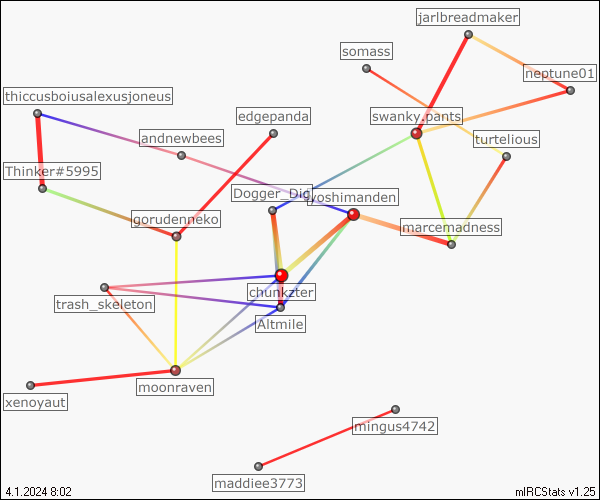 jarlbreadmaker
somass
neptune01
thiccusboiusalexusjoneus
edgepanda
swanky.pants
andnewbees
turtelious
Thinker#5995
Dogger_Dig
yoshimanden
gorudenneko
marcemadness
chunkzter
trash_skeleton
Altmile
moonraven
xenoyaut
mingus4742
maddiee3773
4.1.2024 8:02
mIRCStats v1.25